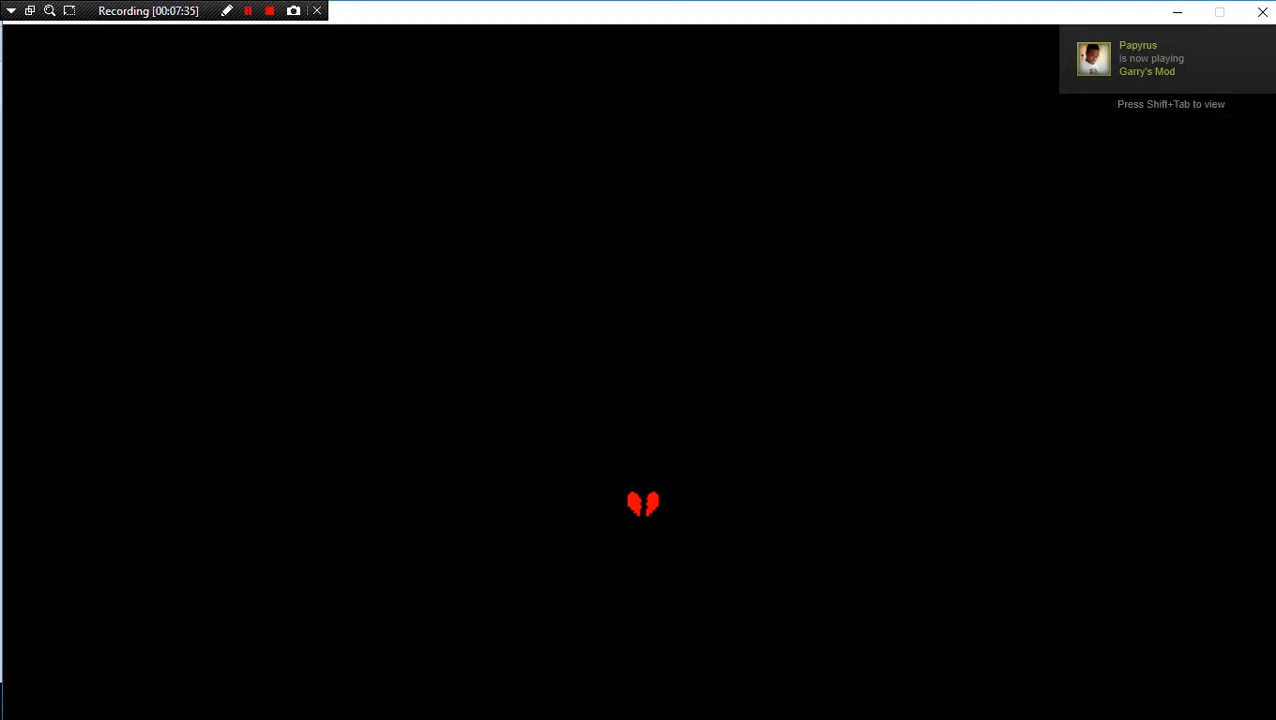 Recording [00:07:35]
Papyrus
is now playing
Garry's Mod
Press Shift+Tab to view